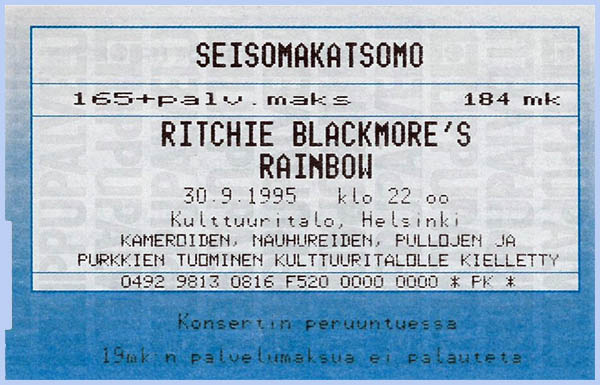 SEISOMAKATSOMO
165+palv.maks 184 mk
RITCHIE BLACKMORE'S
RAINBOW
30.9.1995 klo 22.oo
Kulttuuritalo, Helsinki
KAMEROIDEN, NAUHUREIDEN, PULLOJEN JA
PURKKIEN TUOMINEN KULTTUURITALOLLE KIELLETTY
0492 9813 0816 F520 0000 0000 * PK *
Konsertin peruuntuessa
19mk:n palvelumaksua ei palauteta